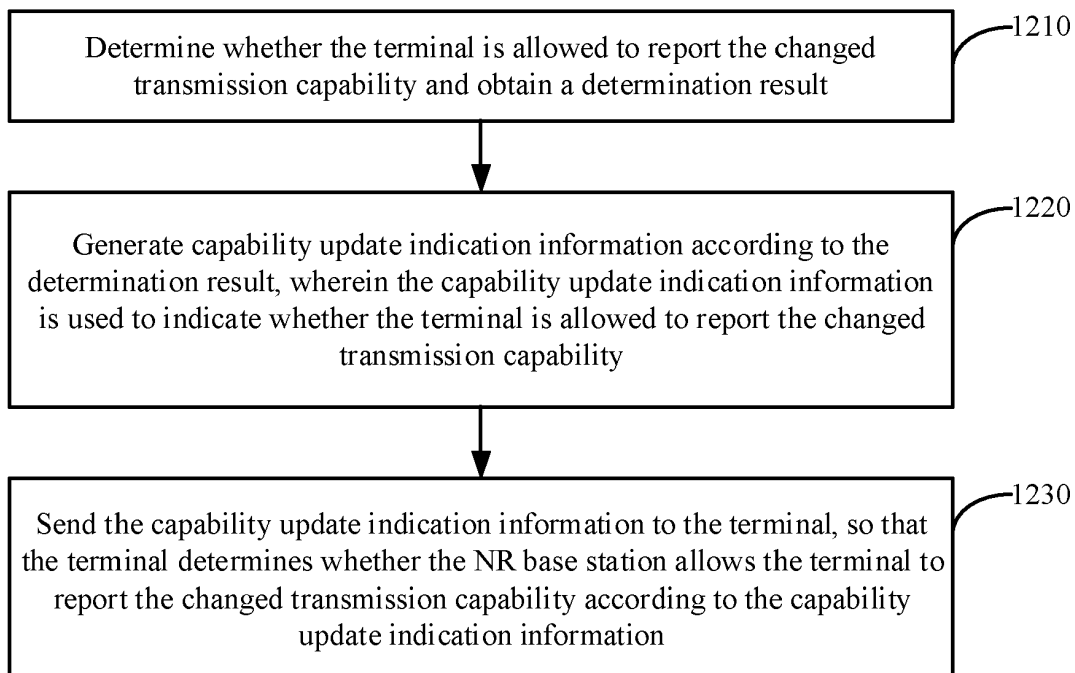 Determine whether the terminal is allowed to report the changed
transmission capability and obtain a determination result
1210
Generate capability update indication information according to the
determination result, wherein the capability update indication information
is used to indicate whether the terminal is allowed to report the changed
transmission capability
1220
Send the capability update indication information to the terminal, so that
the terminal determines whether the NR base station allows the terminal to
report the changed transmission capability according to the capability
update indication information
1230